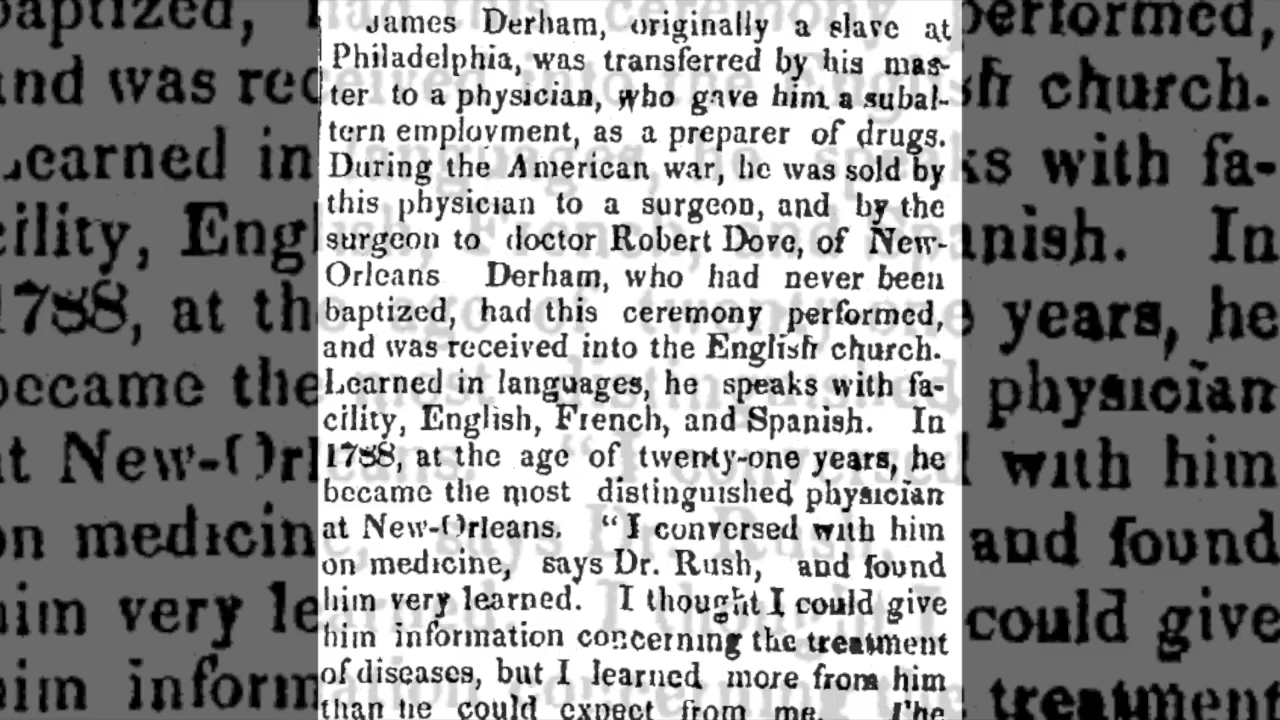 James Derham, originally a slave at
Philadelphia, was transferred by his mas-
ter to a physician, who gave him a subal-
tern employment, as a preparer of drugs.
During the American war, he was sold by
this physician to a surgeon, and by the
surgeon to doctor Robert Dove, of New-
Orleans Derham, who had never been
baptized, had this ceremony performed,
and was received into the English church.
Learned in languages, he speaks with fa-
cility, English, French, and Spanish. In
1788, at the age of twenty-one years, he
became the most distinguished physician
at New-Orleans. "I conversed with him
on medicine, says Dr. Rush, and found
him very learned. I thought I could give
him information concerning the treatment
of diseases, but I learned more from him
than he could expect from me. The